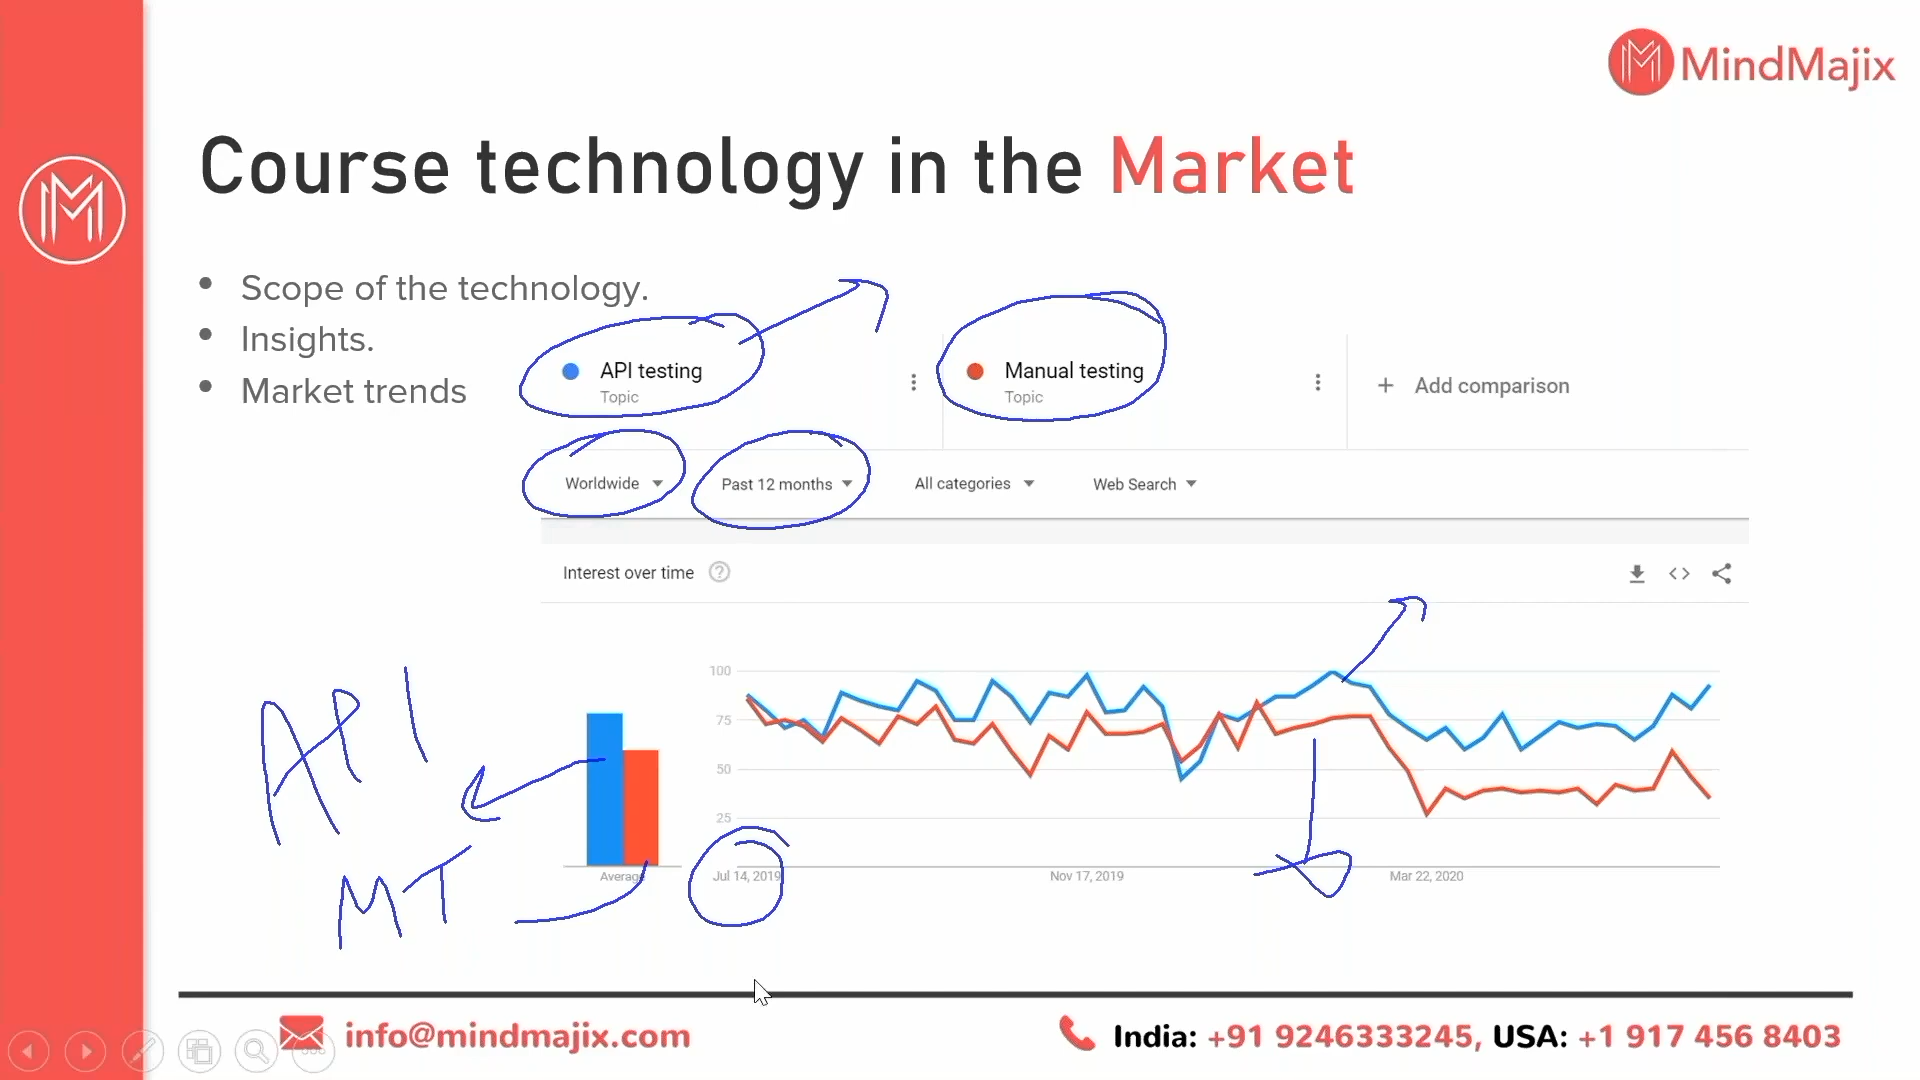 MindMajix
Course technology in the Market
• Scope of the technology.
• Insights.
• Market trends
API testing
Topic
Manual testing
Topic
+ Add comparison
Worldwide
Past 12 months
All categories
Web Search
Interest over time ?
100
75
50
25
Average
Jul 14, 2019
Nov 17, 2019
Mar 22, 2020
API
MT
info@mindmajix.com
India: +91 9246333245, USA: +1 917 456 8403